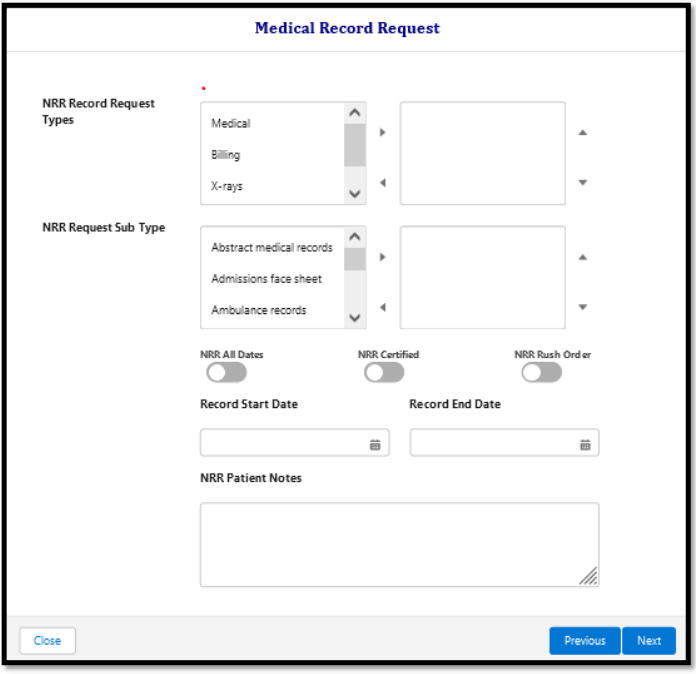 Medical Record Request
*
NRR Record Request
Types
Medical
Billing
X-rays
NRR Request Sub Type
Abstract medical records
Admissions face sheet
Ambulance records
NRR All Dates NRR Certified NRR Rush Order
Record Start Date Record End Date
NRR Patient Notes
Close Previous Next